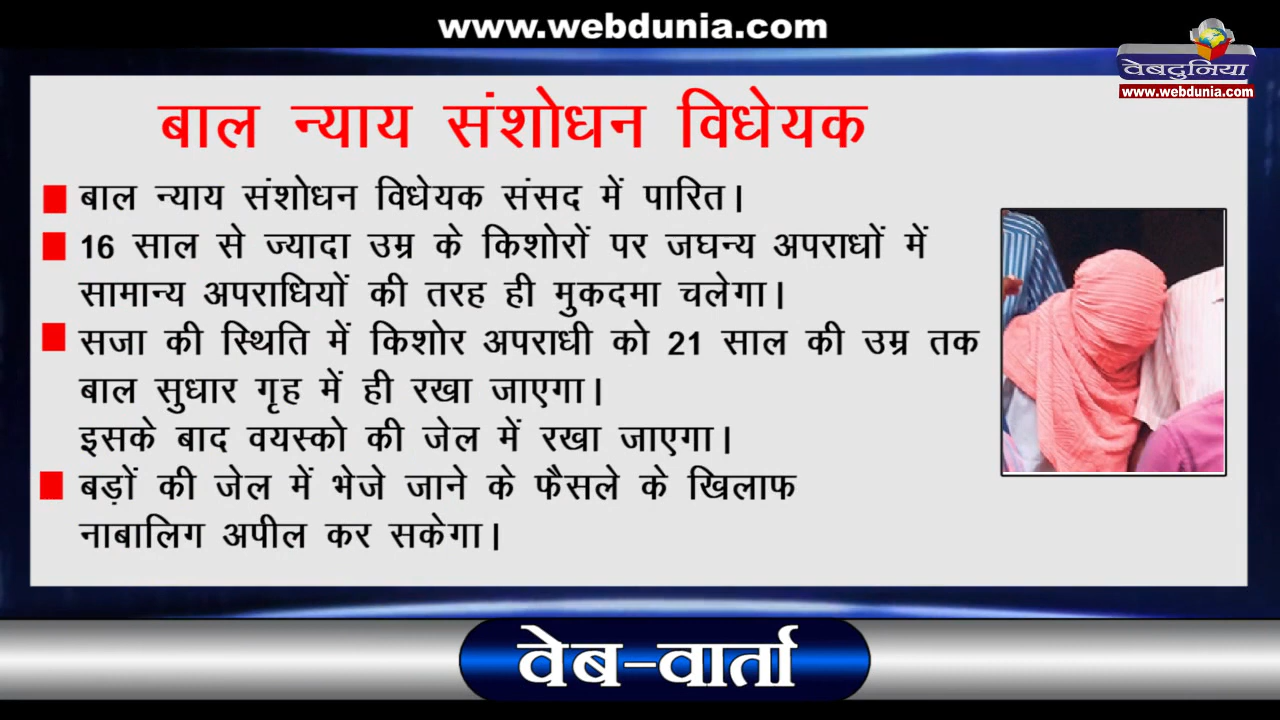 www.webdunia.com
वेबदुनिया
www.webdunia.com
बाल न्याय संशोधन विधेयक
बाल न्याय संशोधन विधेयक संसद में पारित।
16 साल से ज्यादा उम्र के किशोरों पर जघन्य अपराधों में
सामान्य अपराधियों की तरह ही मुकदमा चलेगा।
सजा की स्थिति में किशोर अपराधी को 21 साल की उम्र तक
बाल सुधार गृह में ही रखा जाएगा।
इसके बाद वयस्को की जेल में रखा जाएगा।
बड़ों की जेल में भेजे जाने के फैसले के खिलाफ
नाबालिग अपील कर सकेगा।
वेब-वार्ता